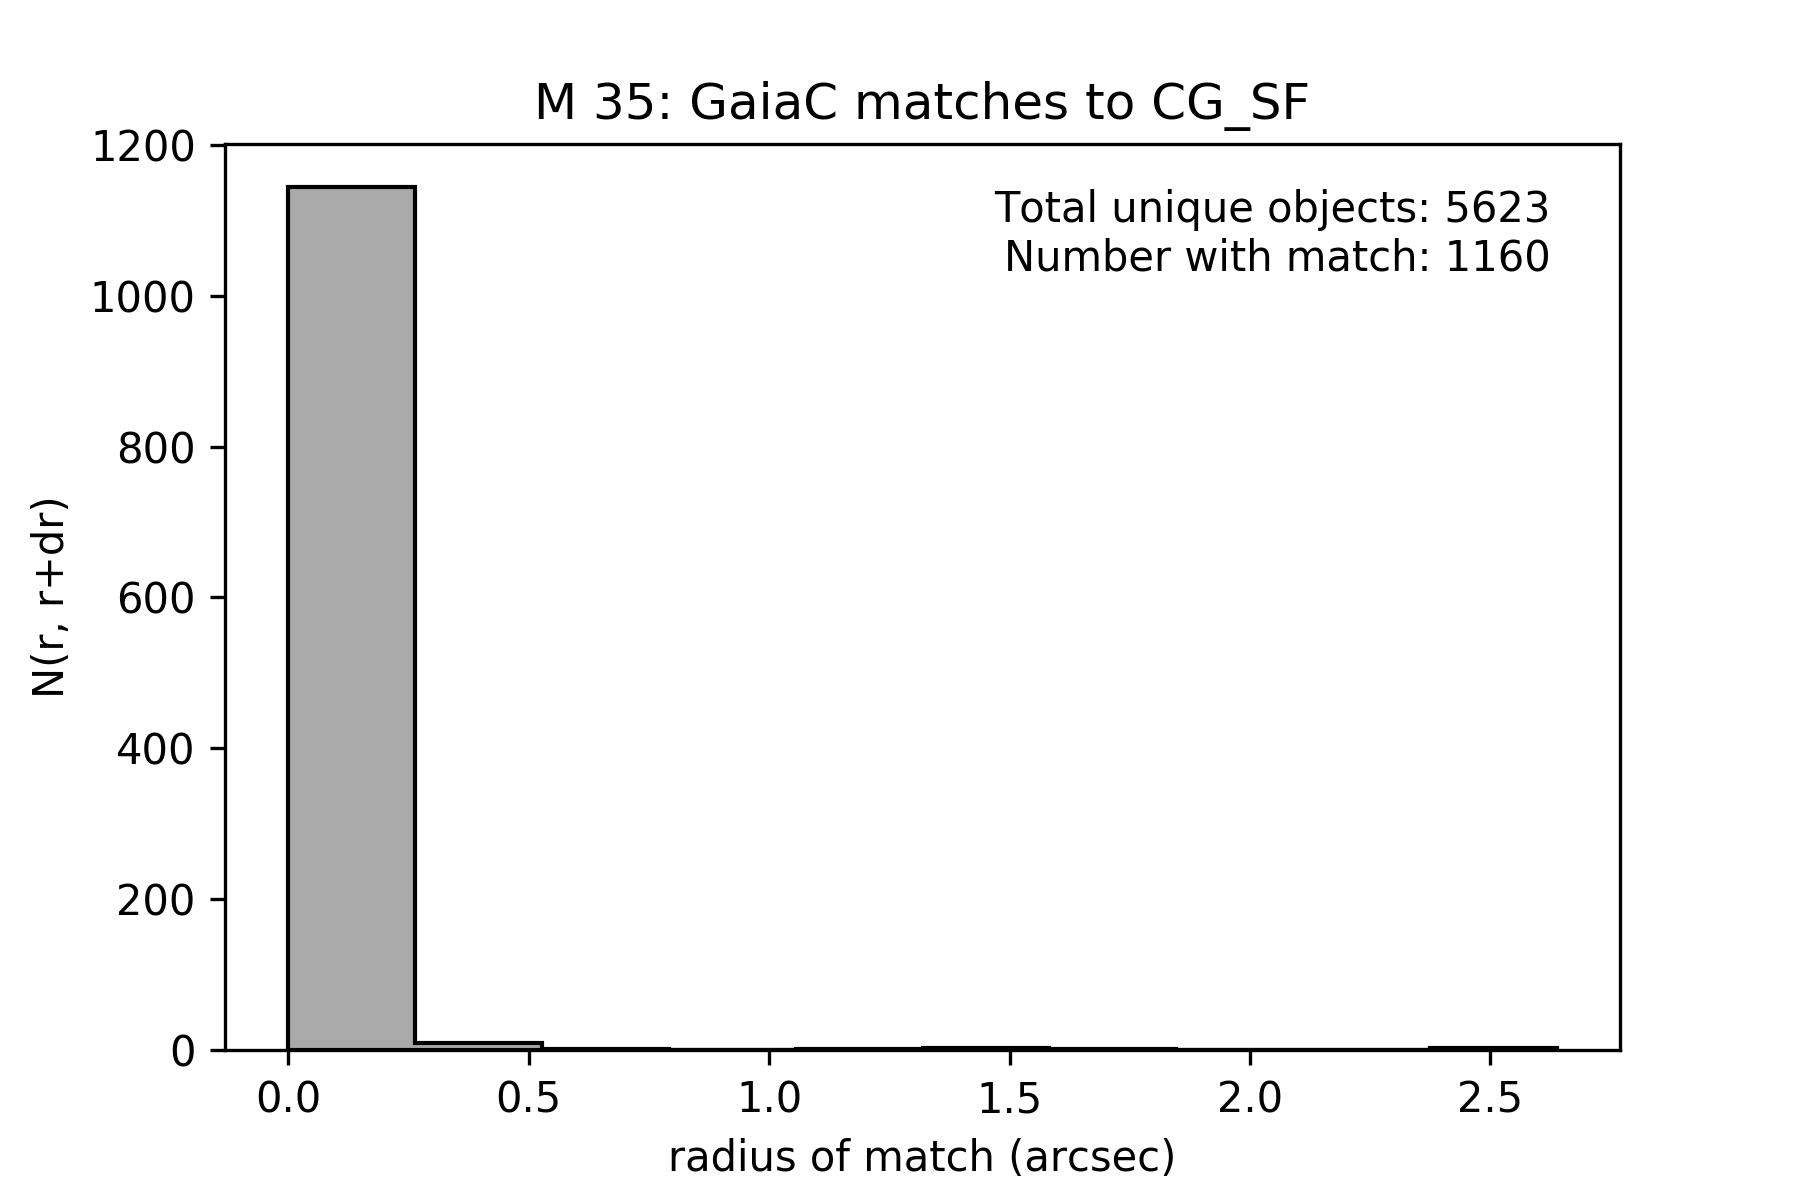 M 35: GaiaC matches to CG_SF
Total unique objects: 5623
Number with match: 1160
1200
1000
800
600
400
200
0
N(r, r+dr)
0.0 0.5 1.0 1.5 2.0 2.5
radius of match (arcsec)